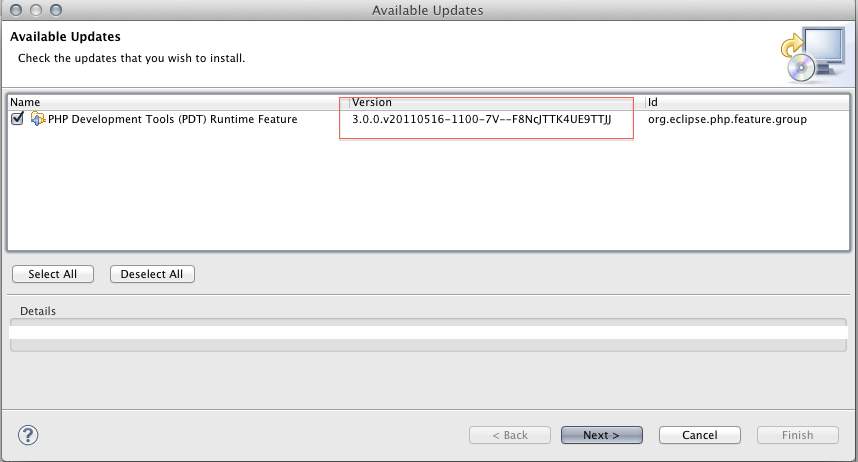 Available Updates
Available Updates
Check the updates that you wish to install.
Name Version Id
PHP Development Tools (PDT) Runtime Feature 3.0.0.v20110516-1100-7V--F8NcJTTK4UE9TTJJ org.eclipse.php.feature.group
Select All Deselect All
Details
? < Back Next > Cancel Finish